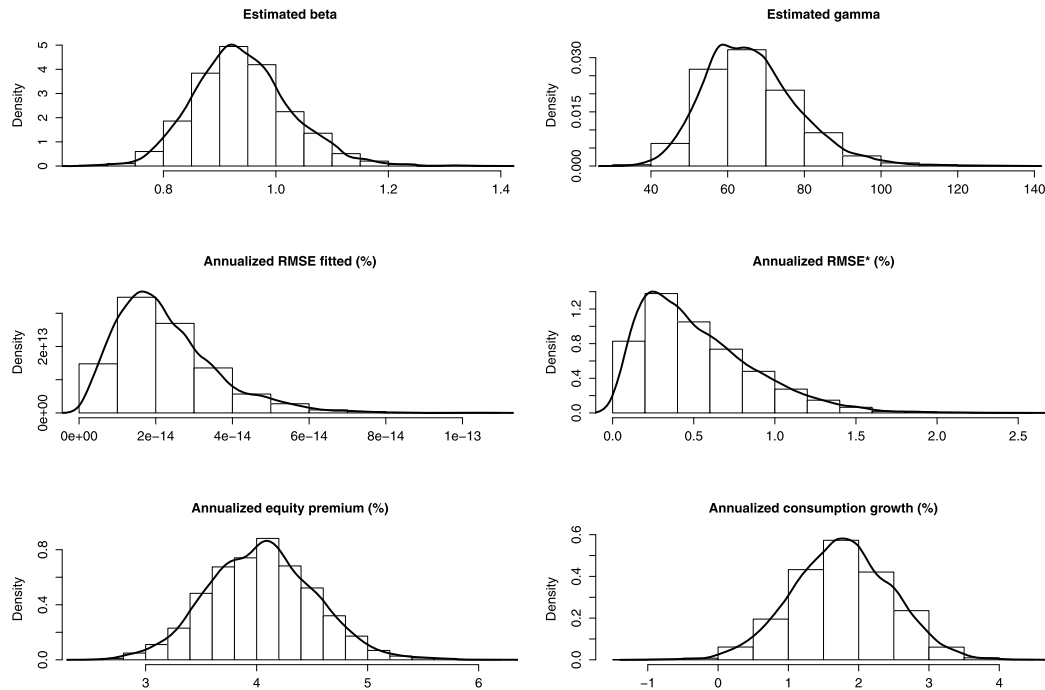 Estimated beta
Density
0 1 2 3 4 5
0.8 1.0 1.2 1.4
Estimated gamma
Density
0.000 0.015 0.030
40 60 80 100 120 140
Annualized RMSE fitted (%)
Density
0e+00 2e+13
0e+00 2e−14 4e−14 6e−14 8e−14 1e−13
Annualized RMSE* (%)
Density
0.0 0.4 0.8 1.2
0.0 0.5 1.0 1.5 2.0 2.5
Annualized equity premium (%)
Density
0.0 0.4 0.8
3 4 5 6
Annualized consumption growth (%)
Density
0.0 0.2 0.4 0.6
−1 0 1 2 3 4